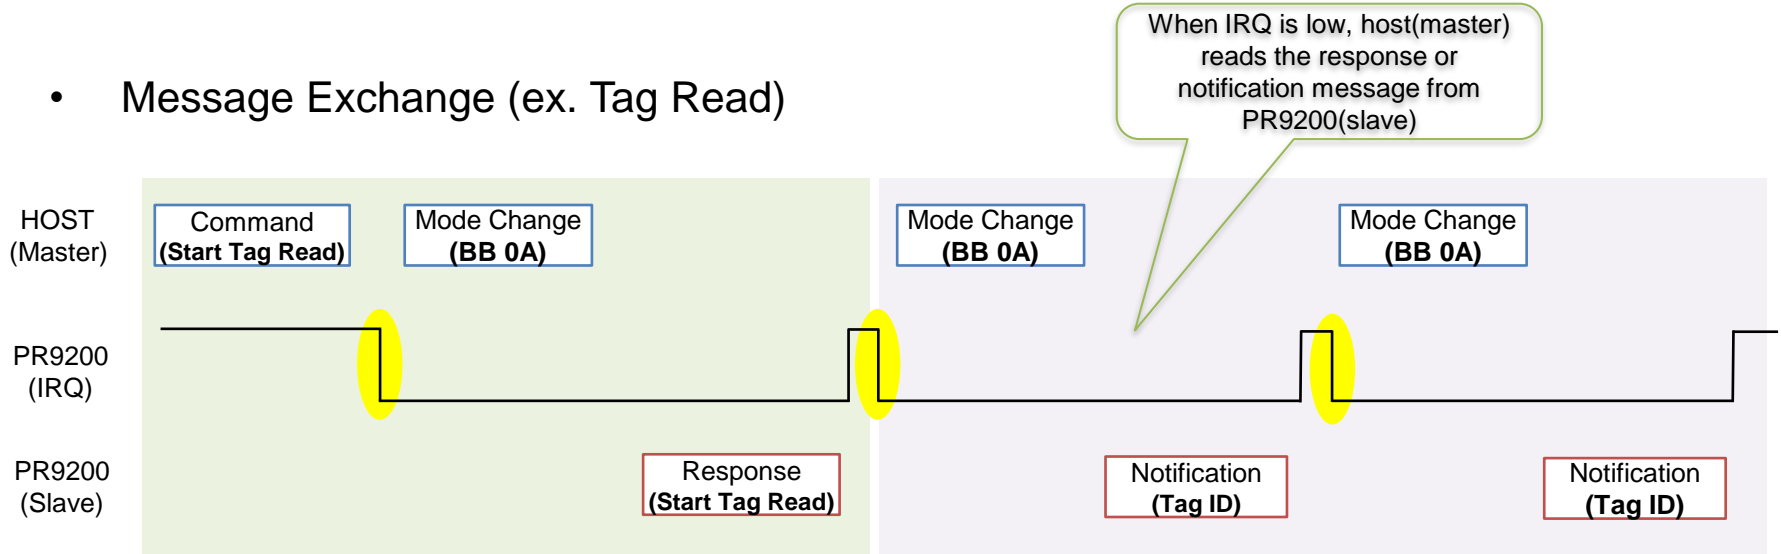 When IRQ is low, host(master)
reads the response or
notification message from
PR9200(slave)
• Message Exchange (ex. Tag Read)
HOST
(Master)
Command
(Start Tag Read)
Mode Change
(BB 0A)
Mode Change
(BB 0A)
Mode Change
(BB 0A)
PR9200
(IRQ)
PR9200
(Slave)
Response
(Start Tag Read)
Notification
(Tag ID)
Notification
(Tag ID)